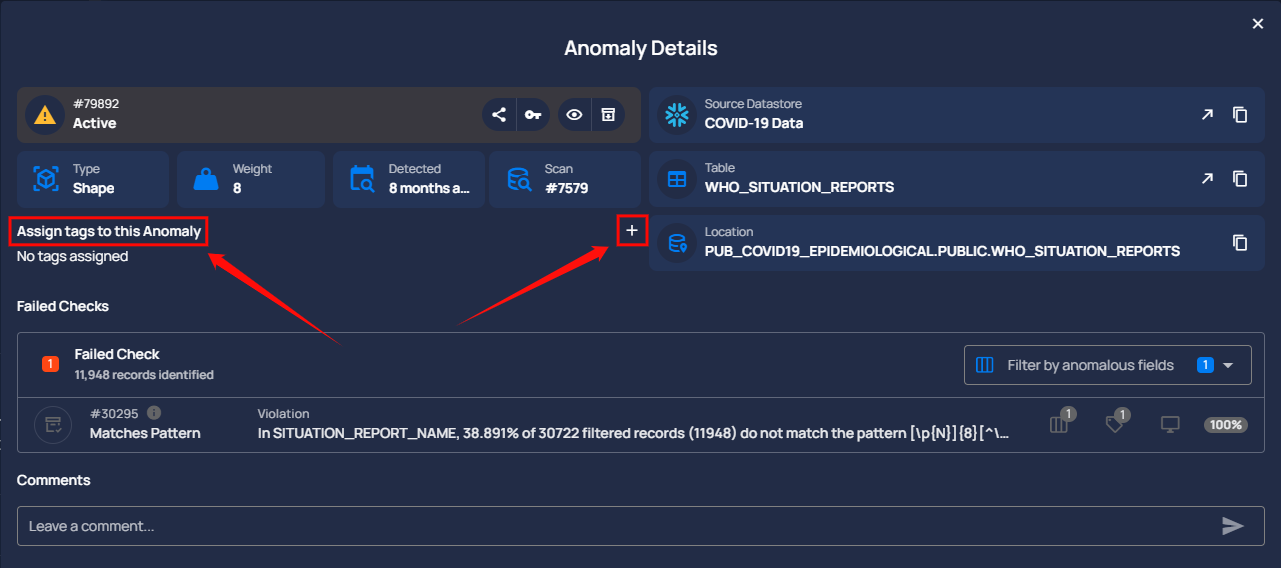 Anomaly Details
#79892
Active
Source Datastore
COVID-19 Data
Type
Shape
Weight
8
Detected
8 months a...
Scan
#7579
Table
WHO_SITUATION_REPORTS
Assign tags to this Anomaly
No tags assigned
Location
PUB_COVID19_EPIDEMIOLOGICAL.PUBLIC.WHO_SITUATION_REPORTS
Failed Checks
1
Failed Check
11,948 records identified
Filter by anomalous fields
1
#30295
Matches Pattern
Violation
In SITUATION_REPORT_NAME, 38.891% of 30722 filtered records (11948) do not match the pattern [\p{N}]{8}[^\...
1
1
100%
Comments
Leave a comment...